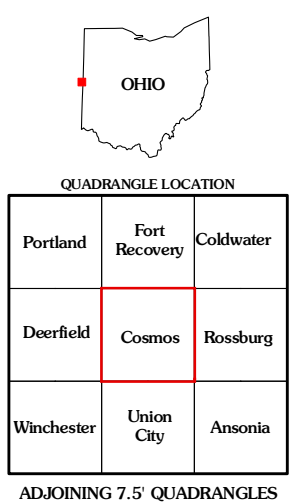 OHIO
QUADRANGLE LOCATION
Portland
Fort
Recovery
Coldwater
Deerfield
Cosmos
Rossburg
Winchester
Union
City
Ansonia
ADJOINING 7.5' QUADRANGLES